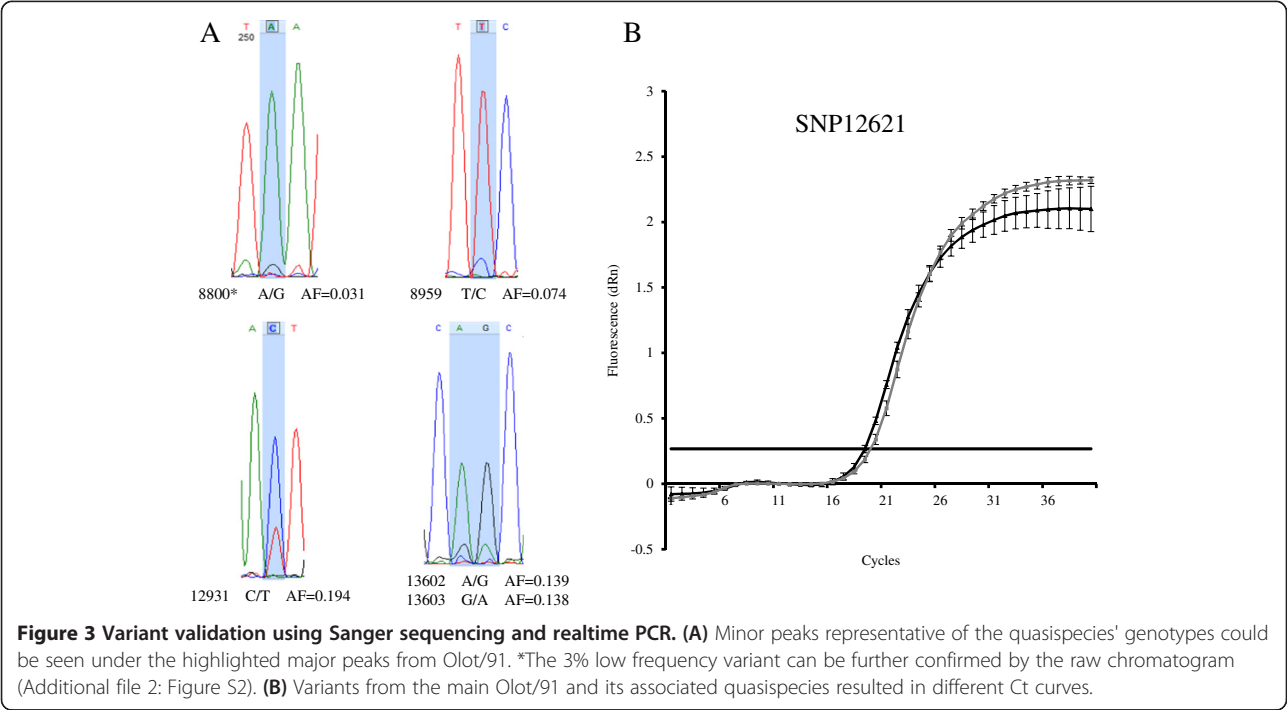 A
T A A
250
8800* A/G AF=0.031
T T C
8959 T/C AF=0.074
A C T
12931 C/T AF=0.194
C A G C
13602 A/G AF=0.139
13603 G/A AF=0.138
B
SNP12621
Fluorescence (dRn)
3
2.5
2
1.5
1
0.5
0
-0.5
6 11 16 21 26 31 36
Cycles
Figure 3 Variant validation using Sanger sequencing and realtime PCR. (A) Minor peaks representative of the quasispecies' genotypes could
be seen under the highlighted major peaks from Olot/91. *The 3% low frequency variant can be further confirmed by the raw chromatogram
(Additional file 2: Figure S2). (B) Variants from the main Olot/91 and its associated quasispecies resulted in different Ct curves.